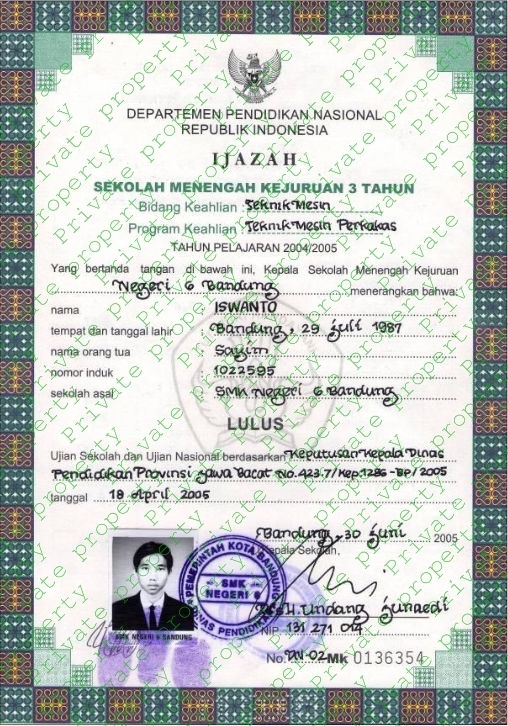 DEPARTEMEN PENDIDIKAN NASIONAL
REPUBLIK INDONESIA
IJAZAH
SEKOLAH MENENGAH KEJURUAN 3 TAHUN
Bidang Keahlian : Teknik Mesin
Program Keahlian : Teknik Mesin Perkakas
TAHUN PELAJARAN 2004/2005
Yang bertanda tangan di bawah ini, Kepala Sekolah Menengah Kejuruan
Negeri 6 Bandung menerangkan bahwa:
nama : ISWANTO
tempat dan tanggal lahir : Bandung, 29 Juli 1987
nama orang tua : Sayim
nomor induk : 1022595
sekolah asal : SMK Negeri 6 Bandung
LULUS
Ujian Sekolah dan Ujian Nasional berdasarkan Keputusan Kepala Dinas
Pendidikan Provinsi Jawa Barat No. 423.7/Kep.1286-BP/2005
tanggal 18 April 2005
Bandung, 30 Juni 2005
Kepala Sekolah,
PEMERINTAH KOTA BANDUNG
SMK
NEGERI 6
DINAS PENDIDIKAN
H. Undang Junaedi
NIP. 131 271 014
SMK NEGERI 6 BANDUNG
No. 02 Mk 0136354
Private property